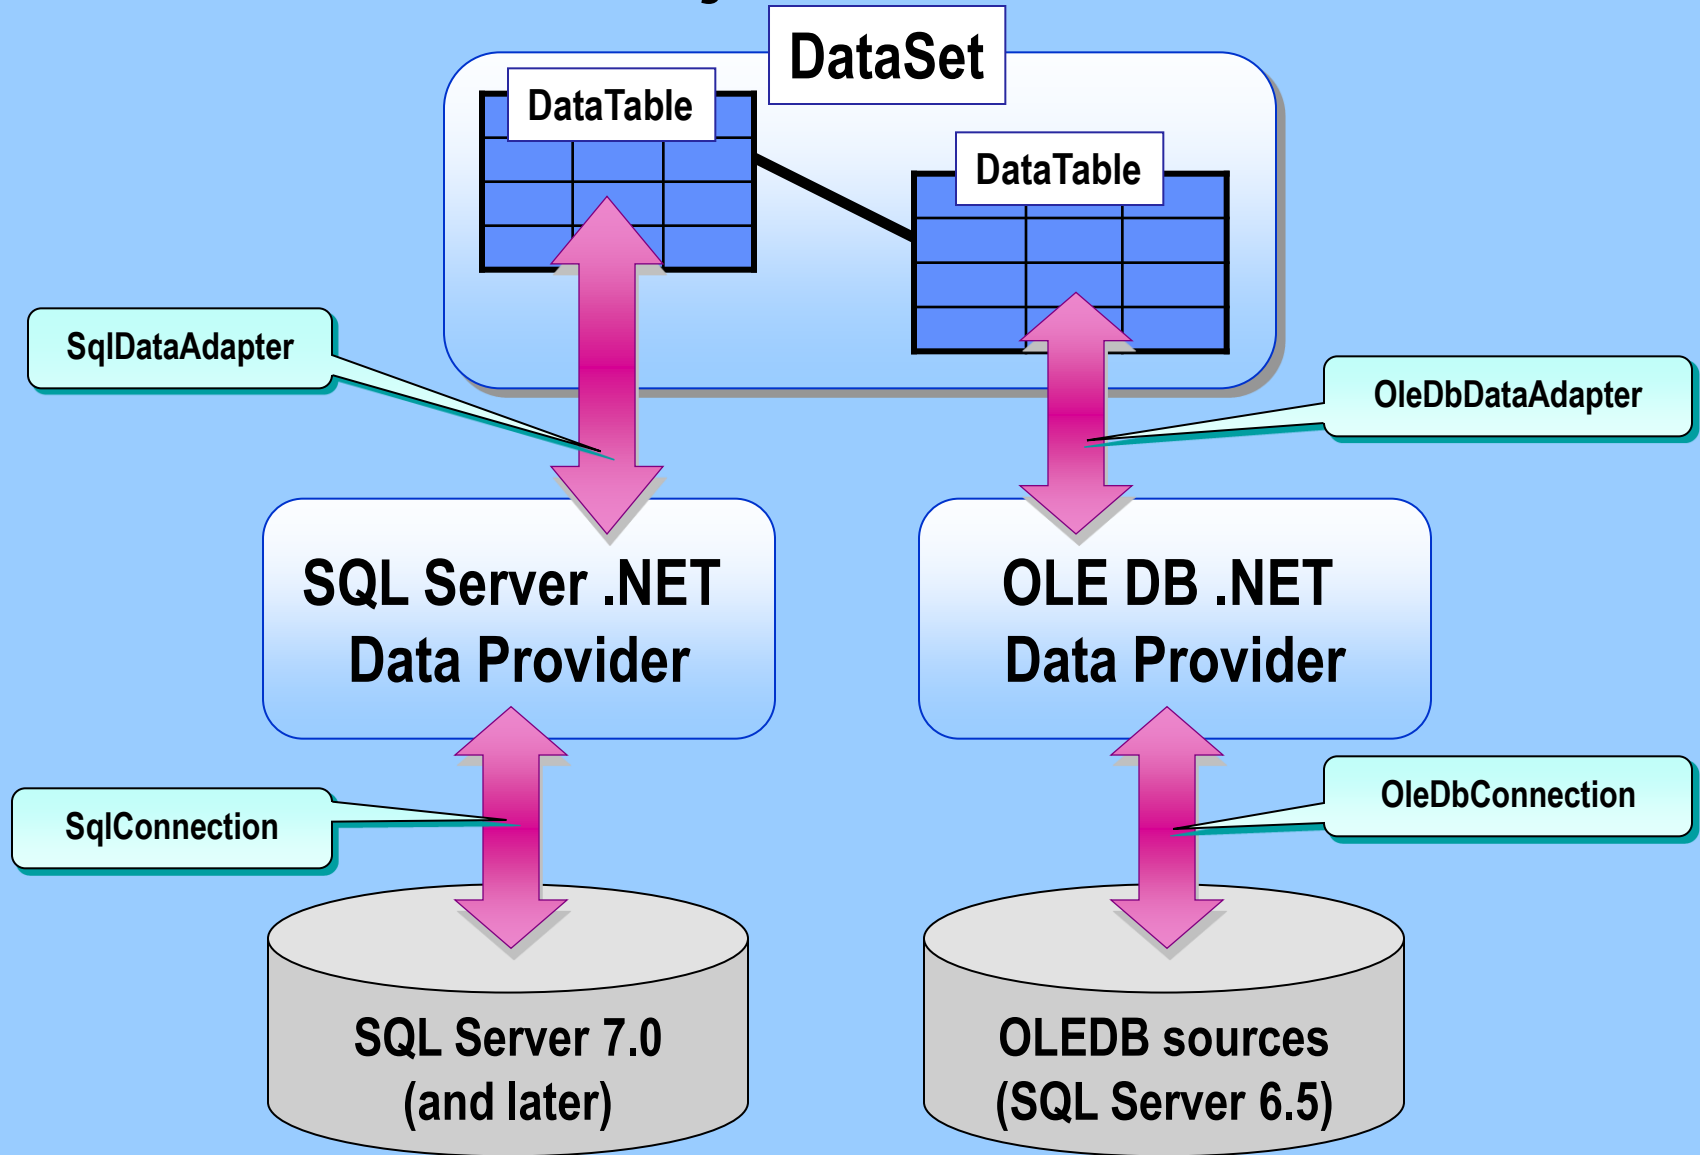 DataSet
DataTable
DataTable
SqlDataAdapter
OleDbDataAdapter
SQL Server .NET
Data Provider
OLE DB .NET
Data Provider
SqlConnection
OleDbConnection
SQL Server 7.0
(and later)
OLEDB sources
(SQL Server 6.5)